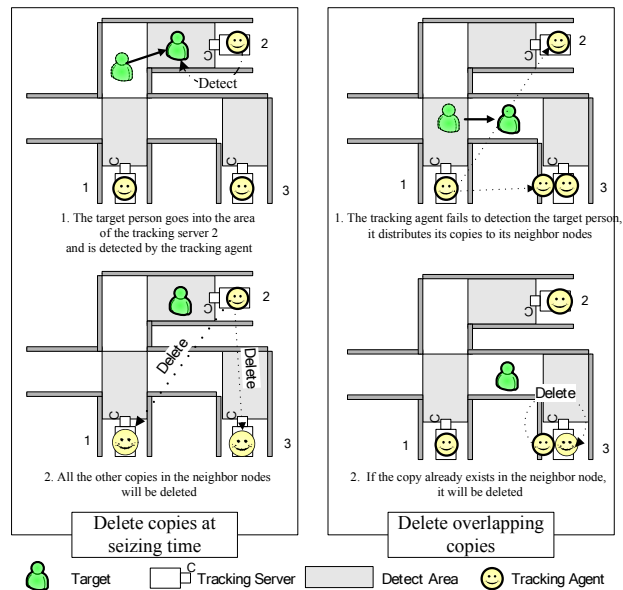 C
2
Detect
C
C
1
3
1. The target person goes into the area
of the tracking server 2
and is detected by the tracking agent
C
2
Delete
Delete
C
C
1
3
2. All the other copies in the neighbor nodes
will be deleted
Delete copies at
seizing time
C
2
C
C
1
3
1. The tracking agent fails to detection the target person,
it distributes its copies to its neighbor nodes
C
2
Delete
C
C
1
3
2. If the copy already exists in the neighbor node,
it will be deleted
Delete overlapping
copies
Target
C
Tracking Server
Detect Area
Tracking Agent